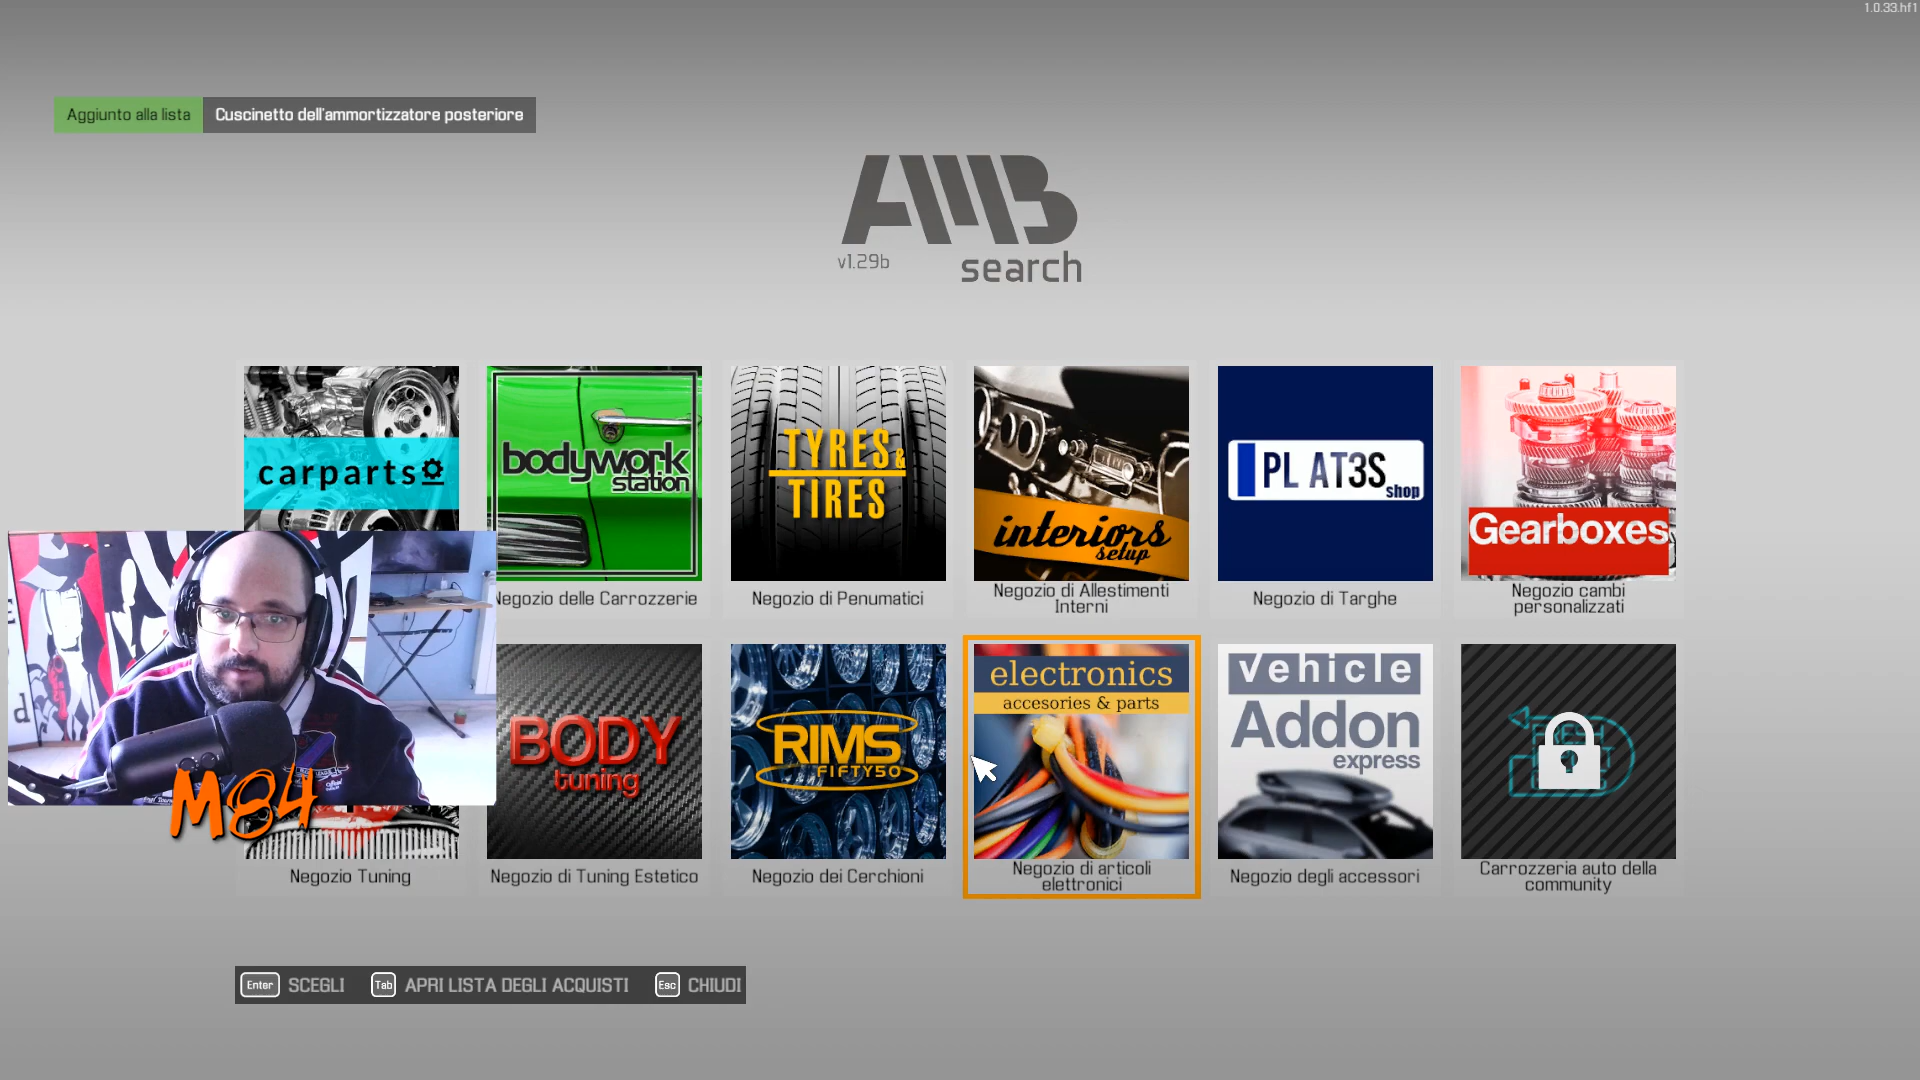 1.0.33.hf1
Aggiunto alla lista
Cuscinetto dell'ammortizzatore posteriore
AMB
v1.29b
search
carparts
bodywork
station
TYRES &
TIRES
interiors
setup
PL AT3S
shop
Gearboxes
Negozio delle Carrozzerie
Negozio di Penumatici
Negozio di Allestimenti
Interni
Negozio di Targhe
Negozio cambi
personalizzati
M84
BODY
tuning
RIMS
FIFTY50
electronics
accesories & parts
vehicle
Addon
express
Negozio Tuning
Negozio di Tuning Estetico
Negozio dei Cerchioni
Negozio di articoli
elettronici
Negozio degli accessori
Carrozzeria auto della
community
Enter SCEGLI
Tab APRI LISTA DEGLI ACQUISTI
Esc CHIUDI